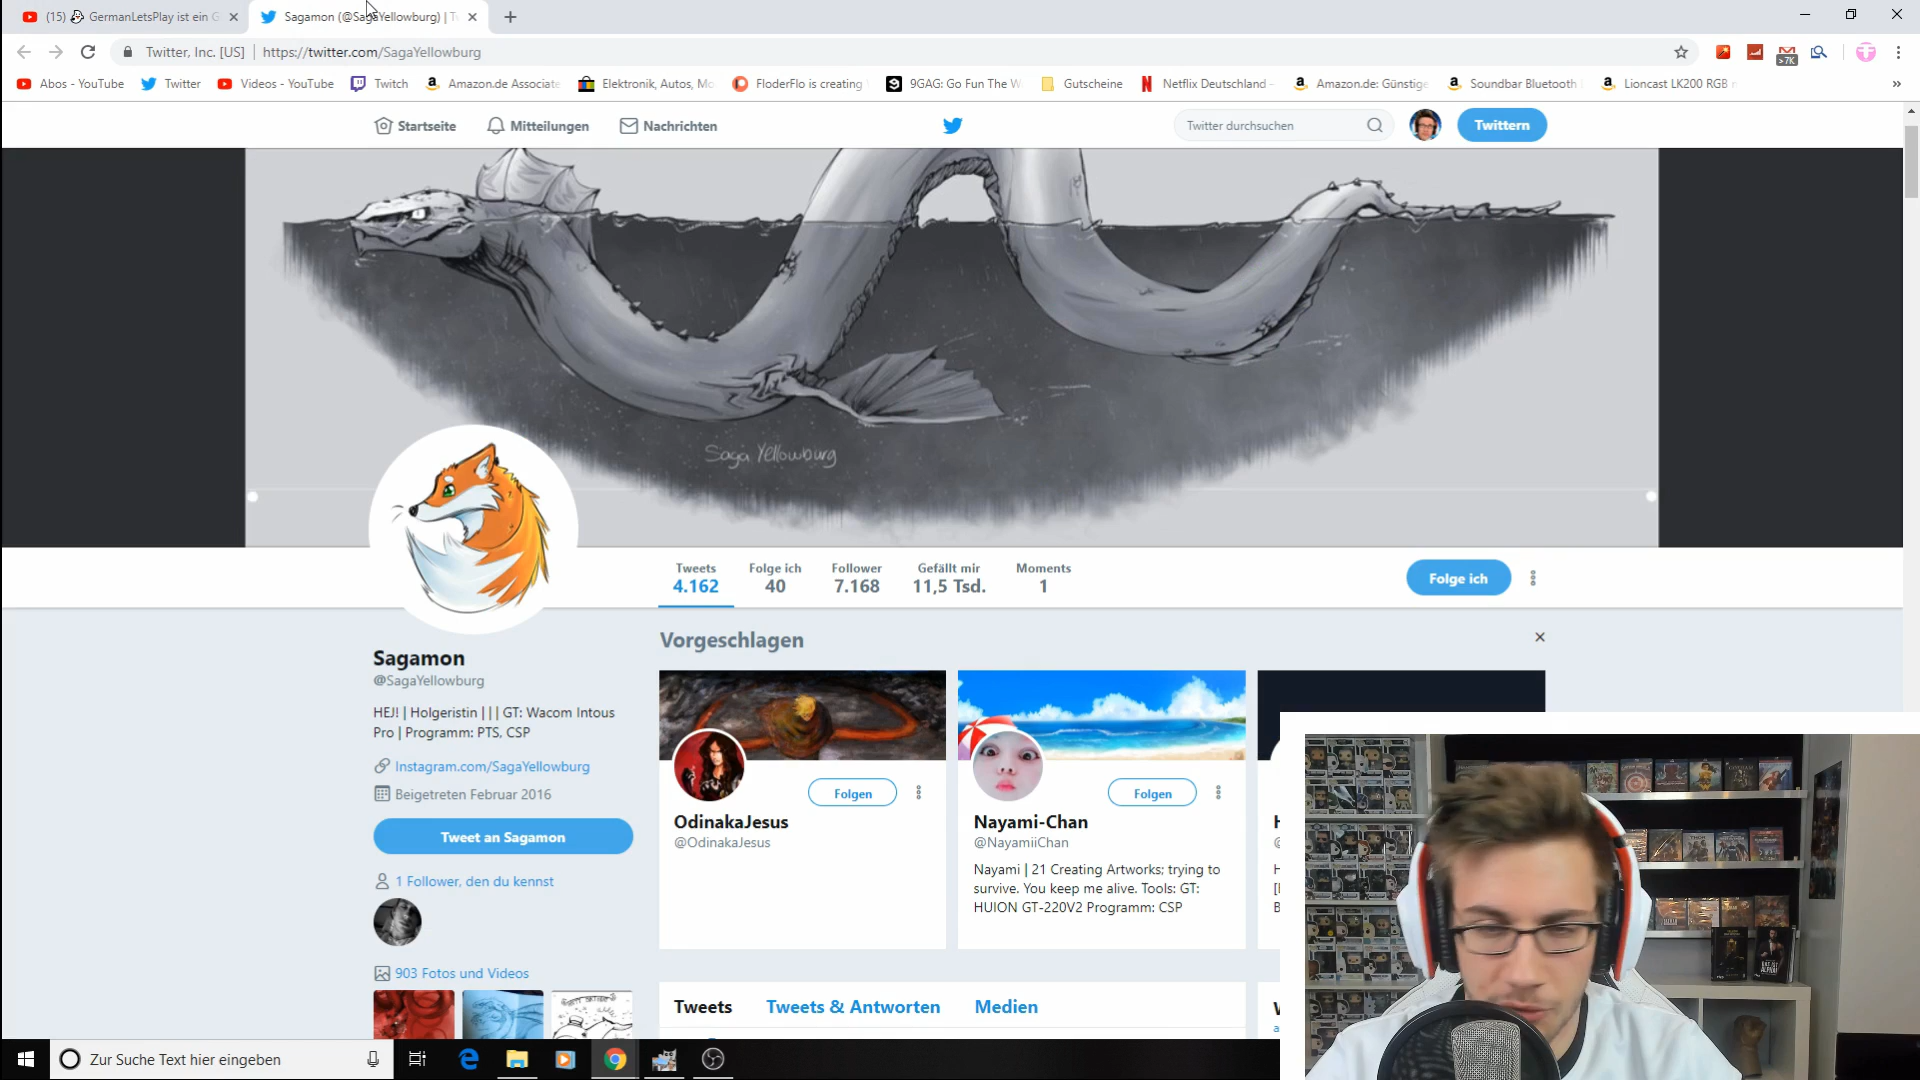 (15) GermanLetsPlay ist ein G
Sagamon (@SagaYellowburg) | Tw
Twitter, Inc. [US] | https://twitter.com/SagaYellowburg
>7K
Abos - YouTube
Twitter
Videos - YouTube
Twitch
Amazon.de Associate
Elektronik, Autos, Mo
FloderFlo is creating
9GAG: Go Fun The W
Gutscheine
Netflix Deutschland -
Amazon.de: Günstige
Soundbar Bluetooth
Lioncast LK200 RGB
»
Startseite
Mitteilungen
Nachrichten
Twitter durchsuchen
Twittern
Saga Yellowburg
Tweets
4.162
Folge ich
40
Follower
7.168
Gefällt mir
11,5 Tsd.
Moments
1
Folge ich
Sagamon
@SagaYellowburg
HEJ! | Holgeristin | | | GT: Wacom Intous
Pro | Programm: PTS, CSP
Instagram.com/SagaYellowburg
Beigetreten Februar 2016
Tweet an Sagamon
1 Follower, den du kennst
903 Fotos und Videos
Vorgeschlagen
Folgen
OdinakaJesus
@OdinakaJesus
Folgen
Nayami-Chan
@NayamiiChan
Nayami | 21 Creating Artworks; trying to
survive. You keep me alive. Tools: GT:
HUION GT-220V2 Programm: CSP
Tweets
Tweets & Antworten
Medien
Zur Suche Text hier eingeben